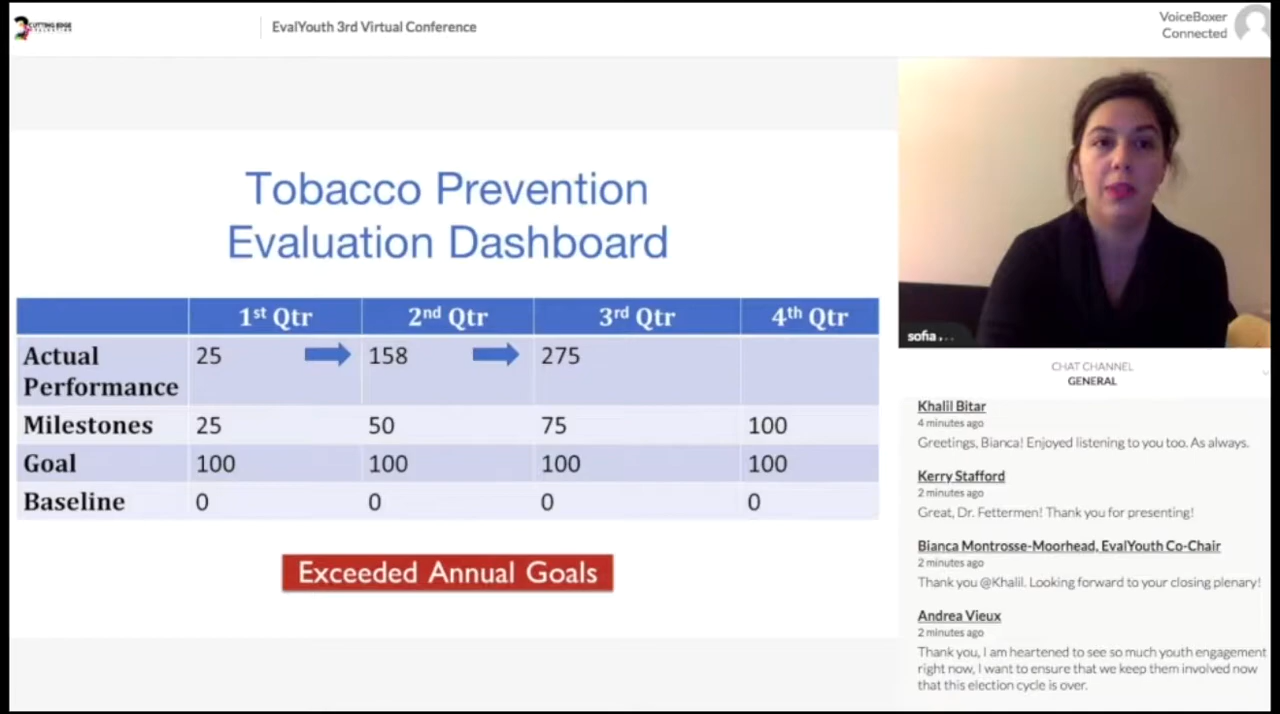 CUTTING EDGE
EvalYouth 3rd Virtual Conference
VoiceBoxer
Connected
Tobacco Prevention
Evaluation Dashboard
1st Qtr 2nd Qtr 3rd Qtr 4th Qtr
Actual Performance 25 158 275
Milestones 25 50 75 100
Goal 100 100 100 100
Baseline 0 0 0 0
Exceeded Annual Goals
sofia , . .
CHAT CHANNEL
GENERAL
Khalil Bitar
4 minutes ago
Greetings, Bianca! Enjoyed listening to you too. As always.
Kerry Stafford
2 minutes ago
Great, Dr. Fettermen! Thank you for presenting!
Bianca Montrosse-Moorhead, EvalYouth Co-Chair
2 minutes ago
Thank you @Khalil. Looking forward to your closing plenary!
Andrea Vieux
2 minutes ago
Thank you, I am heartened to see so much youth engagement
right now, I want to ensure that we keep them involved now
that this election cycle is over.